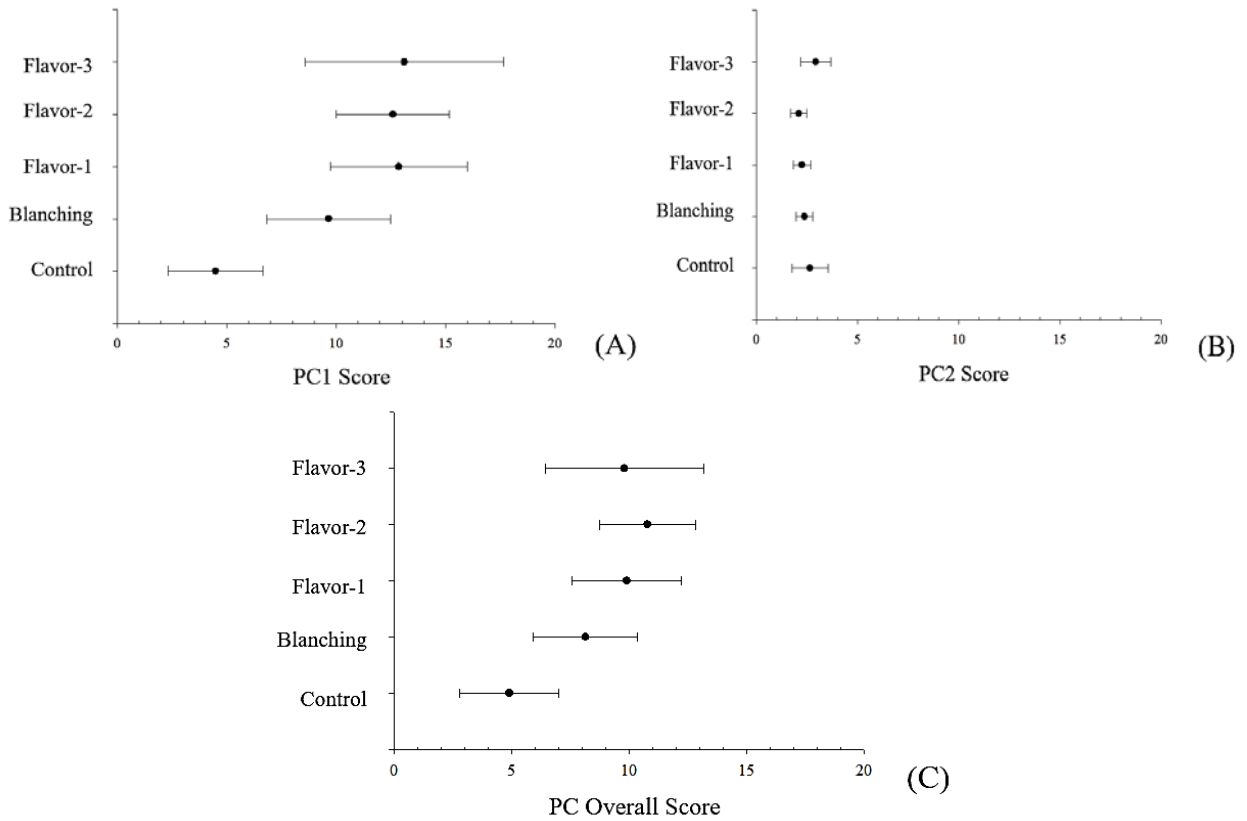 Flavor-3
Flavor-2
Flavor-1
Blanching
Control
0 5 10 15 20
PC1 Score
(A)
Flavor-3
Flavor-2
Flavor-1
Blanching
Control
0 5 10 15 20
PC2 Score
(B)
Flavor-3
Flavor-2
Flavor-1
Blanching
Control
0 5 10 15 20
PC Overall Score
(C)